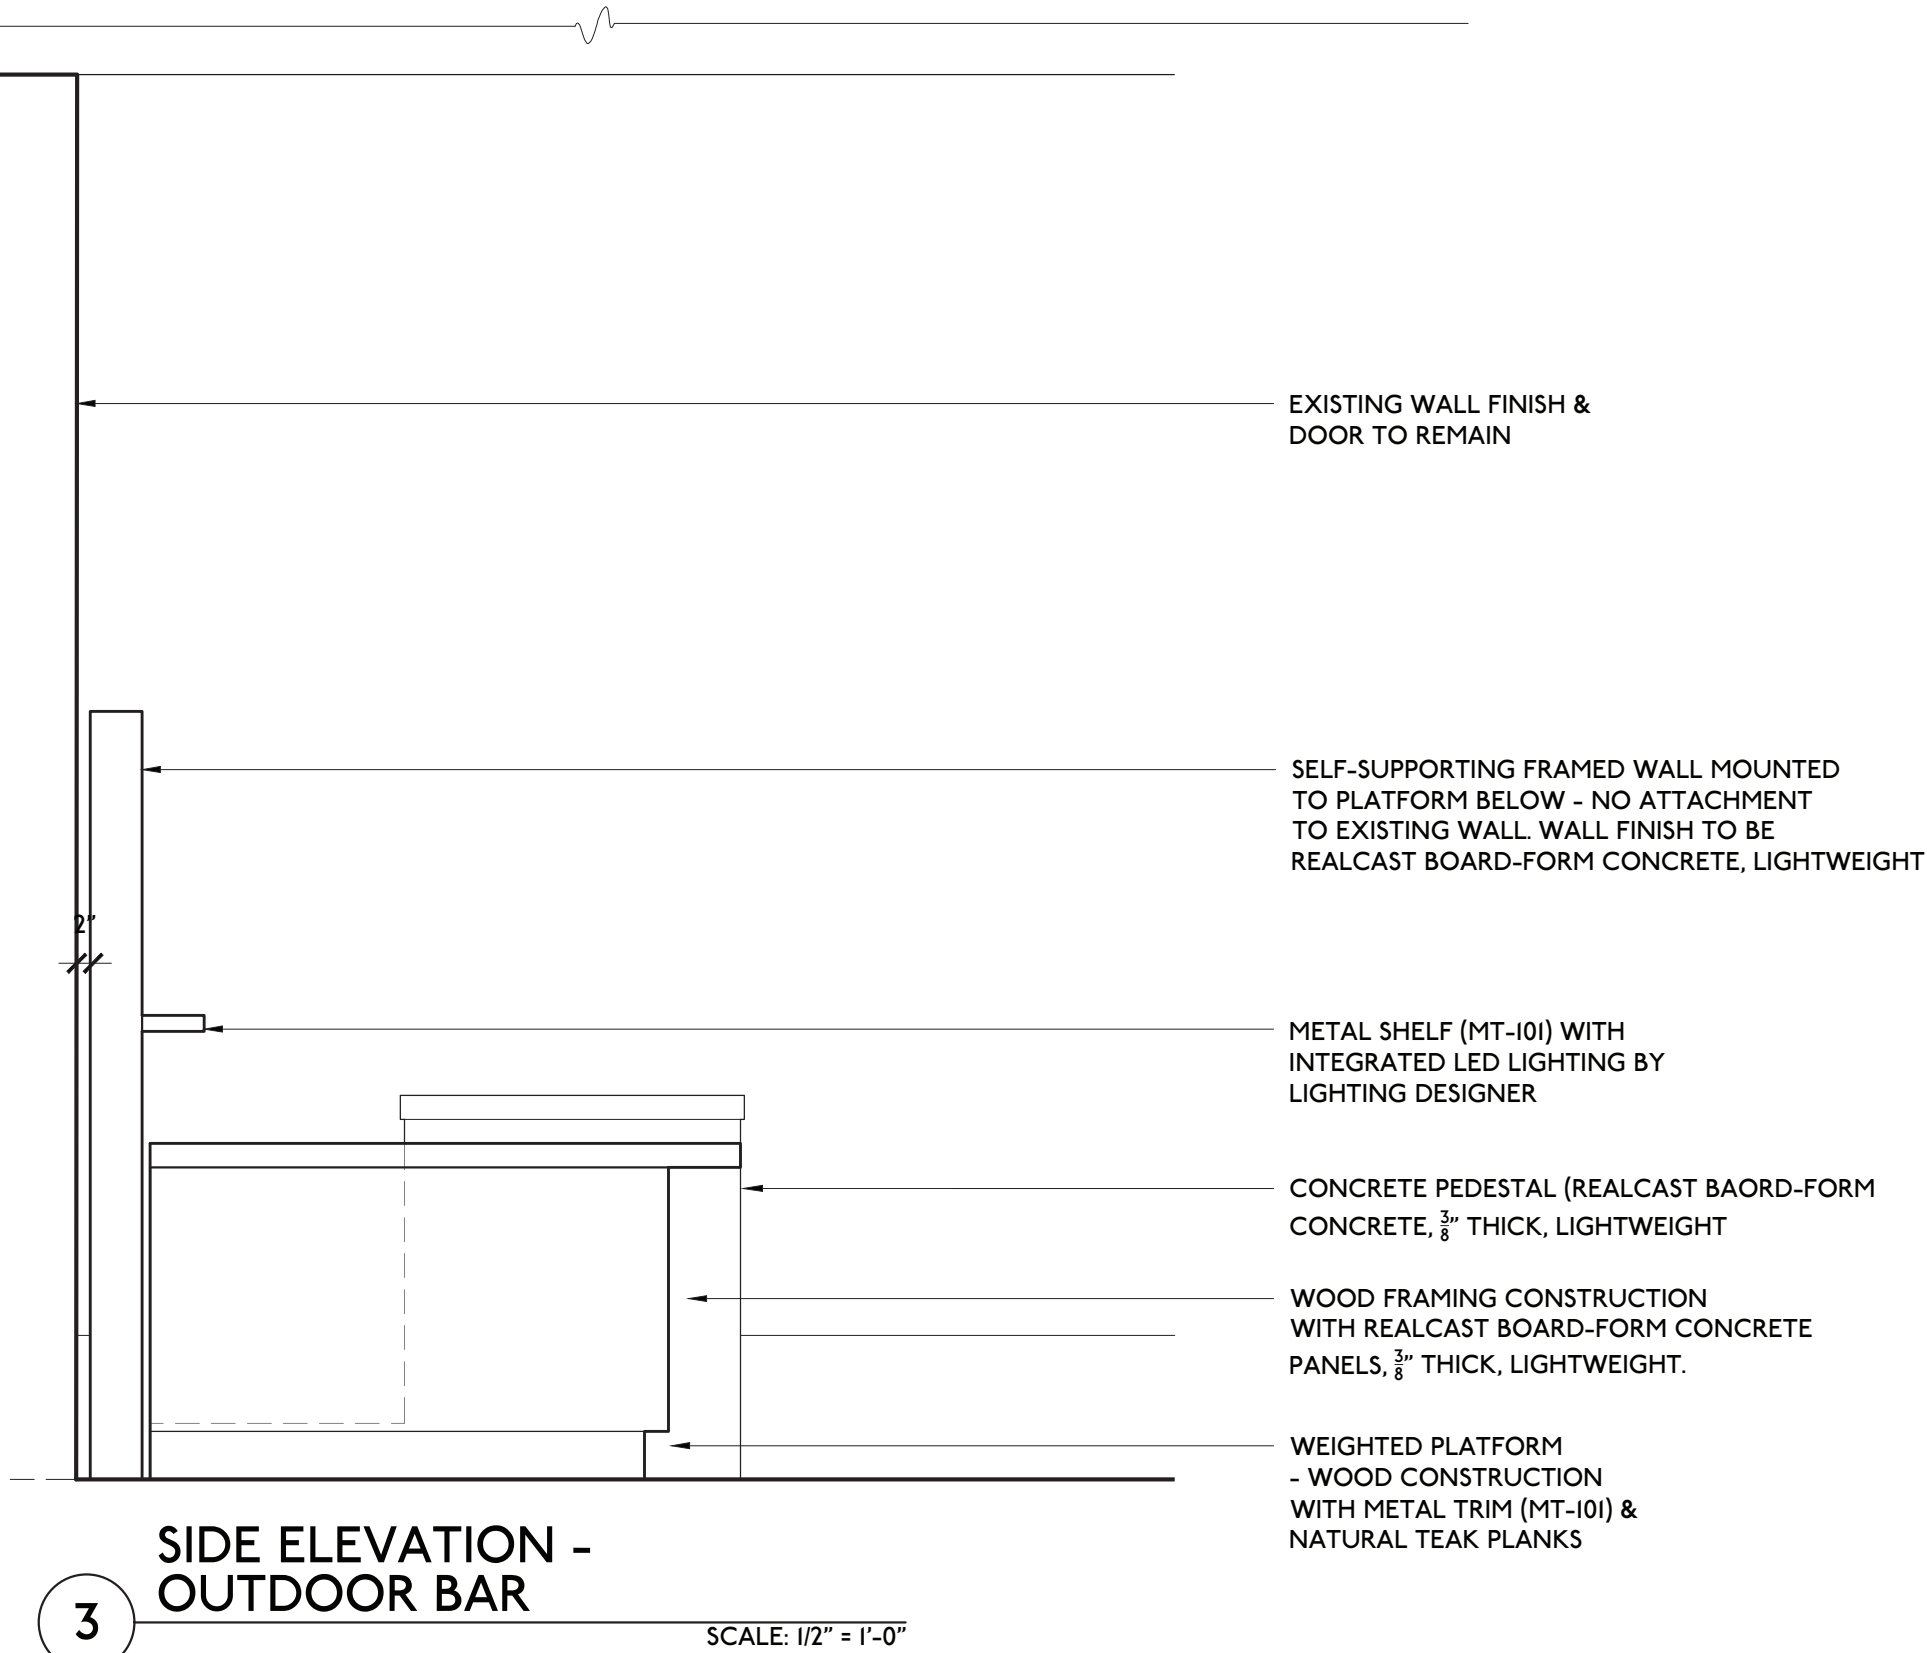 EXISTING WALL FINISH &
DOOR TO REMAIN
SELF-SUPPORTING FRAMED WALL MOUNTED
TO PLATFORM BELOW - NO ATTACHMENT
TO EXISTING WALL. WALL FINISH TO BE
REALCAST BOARD-FORM CONCRETE, LIGHTWEIGHT
2"
METAL SHELF (MT-101) WITH
INTEGRATED LED LIGHTING BY
LIGHTING DESIGNER
CONCRETE PEDESTAL (REALCAST BAORD-FORM
CONCRETE, 3/8" THICK, LIGHTWEIGHT
WOOD FRAMING CONSTRUCTION
WITH REALCAST BOARD-FORM CONCRETE
PANELS, 3/8" THICK, LIGHTWEIGHT.
WEIGHTED PLATFORM
- WOOD CONSTRUCTION
WITH METAL TRIM (MT-101) &
NATURAL TEAK PLANKS
SIDE ELEVATION -
OUTDOOR BAR
3
SCALE: 1/2" = 1'-0"